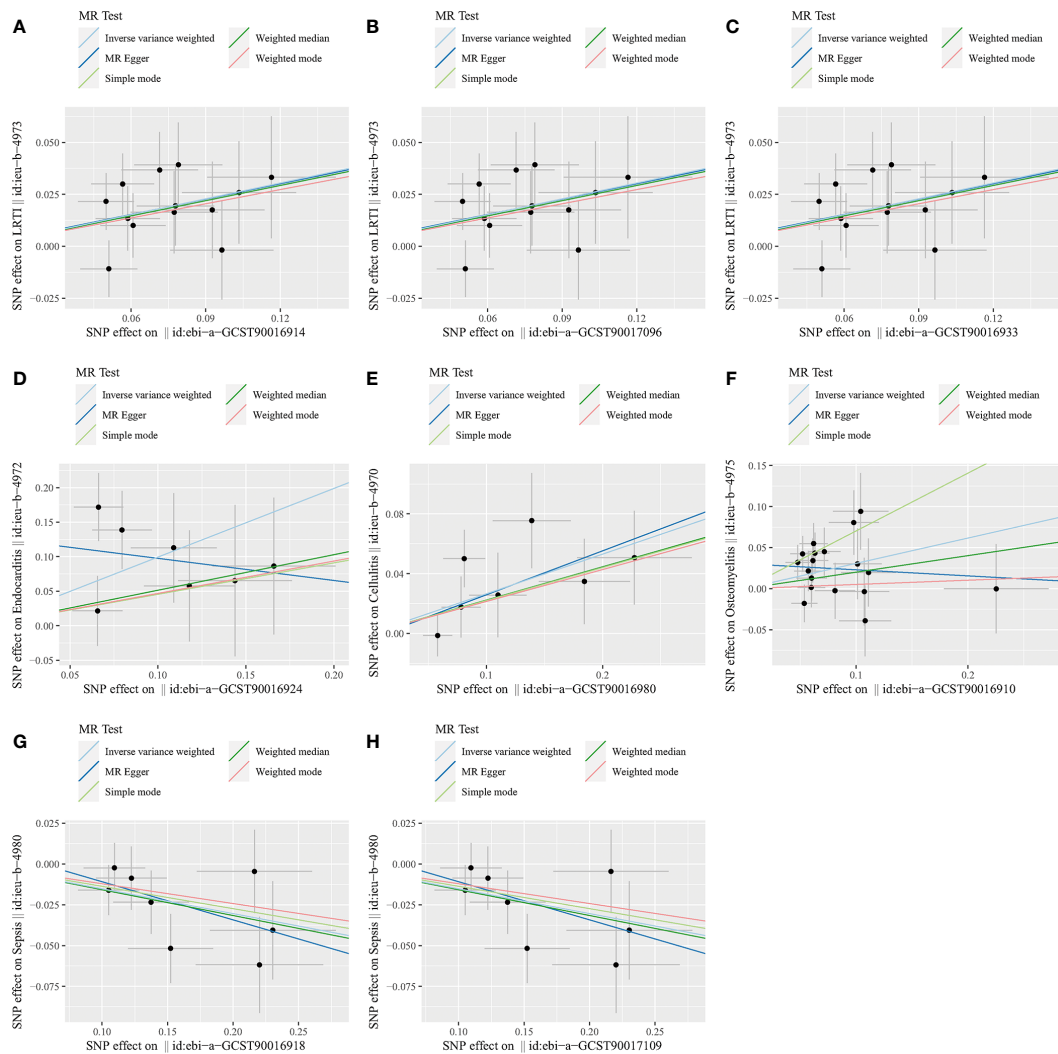 A
MR Test
Inverse variance weighted
Weighted median
MR Egger
Weighted mode
Simple mode
SNP effect on LRTI || id:ieu-b-4973
0.050
0.025
0.000
−0.025
0.06
0.09
0.12
SNP effect on || id:ebi-a-GCST90016914
B
MR Test
Inverse variance weighted
Weighted median
MR Egger
Weighted mode
Simple mode
SNP effect on LRTI || id:ieu-b-4973
0.050
0.025
0.000
−0.025
0.06
0.09
0.12
SNP effect on || id:ebi-a-GCST90017096
C
MR Test
Inverse variance weighted
Weighted median
MR Egger
Weighted mode
Simple mode
SNP effect on LRTI || id:ieu-b-4973
0.050
0.025
0.000
−0.025
0.06
0.09
0.12
SNP effect on || id:ebi-a-GCST90016933
D
MR Test
Inverse variance weighted
Weighted median
MR Egger
Weighted mode
Simple mode
SNP effect on Endocarditis || id:ieu-b-4972
0.20
0.15
0.10
0.05
0.00
−0.05
0.05
0.10
0.15
0.20
SNP effect on || id:ebi-a-GCST90016924
E
MR Test
Inverse variance weighted
Weighted median
MR Egger
Weighted mode
Simple mode
SNP effect on Cellulitis || id:ieu-b-4970
0.08
0.04
0.00
0.1
0.2
SNP effect on || id:ebi-a-GCST90016980
F
MR Test
Inverse variance weighted
Weighted median
MR Egger
Weighted mode
Simple mode
SNP effect on Osteomyelitis || id:ieu-b-4975
0.15
0.10
0.05
0.00
−0.05
0.1
0.2
SNP effect on || id:ebi-a-GCST90016910
G
MR Test
Inverse variance weighted
Weighted median
MR Egger
Weighted mode
Simple mode
SNP effect on Sepsis || id:ieu-b-4980
0.025
0.000
−0.025
−0.050
−0.075
0.10
0.15
0.20
0.25
SNP effect on || id:ebi-a-GCST90016918
H
MR Test
Inverse variance weighted
Weighted median
MR Egger
Weighted mode
Simple mode
SNP effect on Sepsis || id:ieu-b-4980
0.025
0.000
−0.025
−0.050
−0.075
0.10
0.15
0.20
0.25
SNP effect on || id:ebi-a-GCST90017109